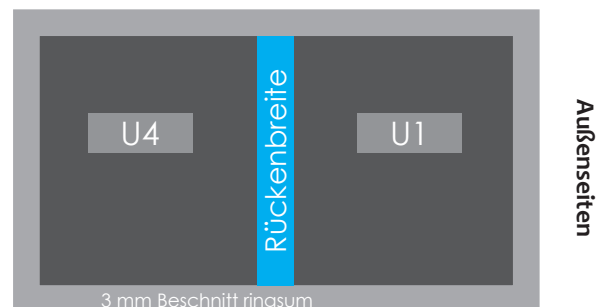 U4
Rückenbreite
U1
3 mm Beschnitt ringsum
Außenseiten